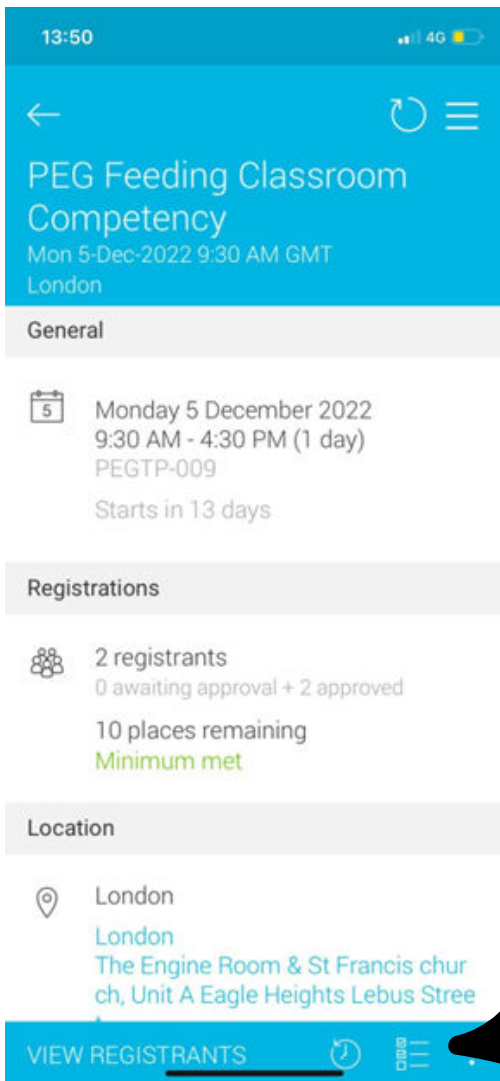 13:50
4G
PEG Feeding Classroom
Competency
Mon 5-Dec-2022 9:30 AM GMT
London
General
5
Monday 5 December 2022
9:30 AM - 4:30 PM (1 day)
PEGTP-009
Starts in 13 days
Registrations
2 registrants
0 awaiting approval + 2 approved
10 places remaining
Minimum met
Location
London
London
The Engine Room & St Francis chur
ch, Unit A Eagle Heights Lebus Stree
VIEW REGISTRANTS